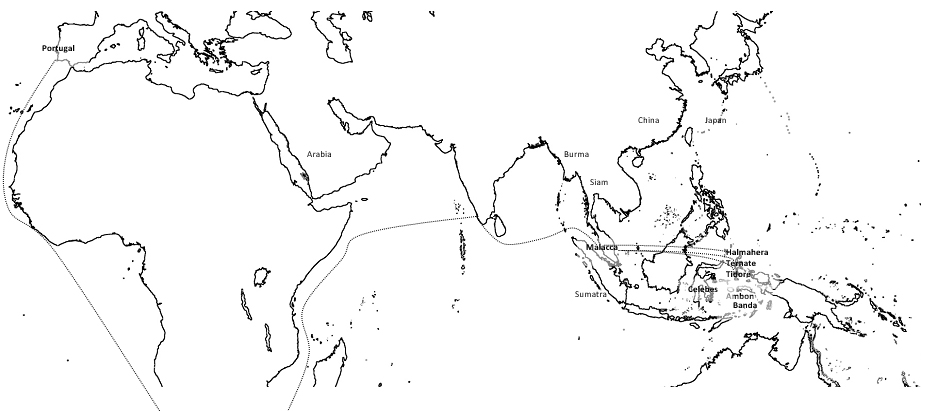 Portugal
China
Japan
Arabia
Burma
Siam
Malacca
Halmahera
Ternate
Tidore
Celebes
Sumatra
Ambon
Banda